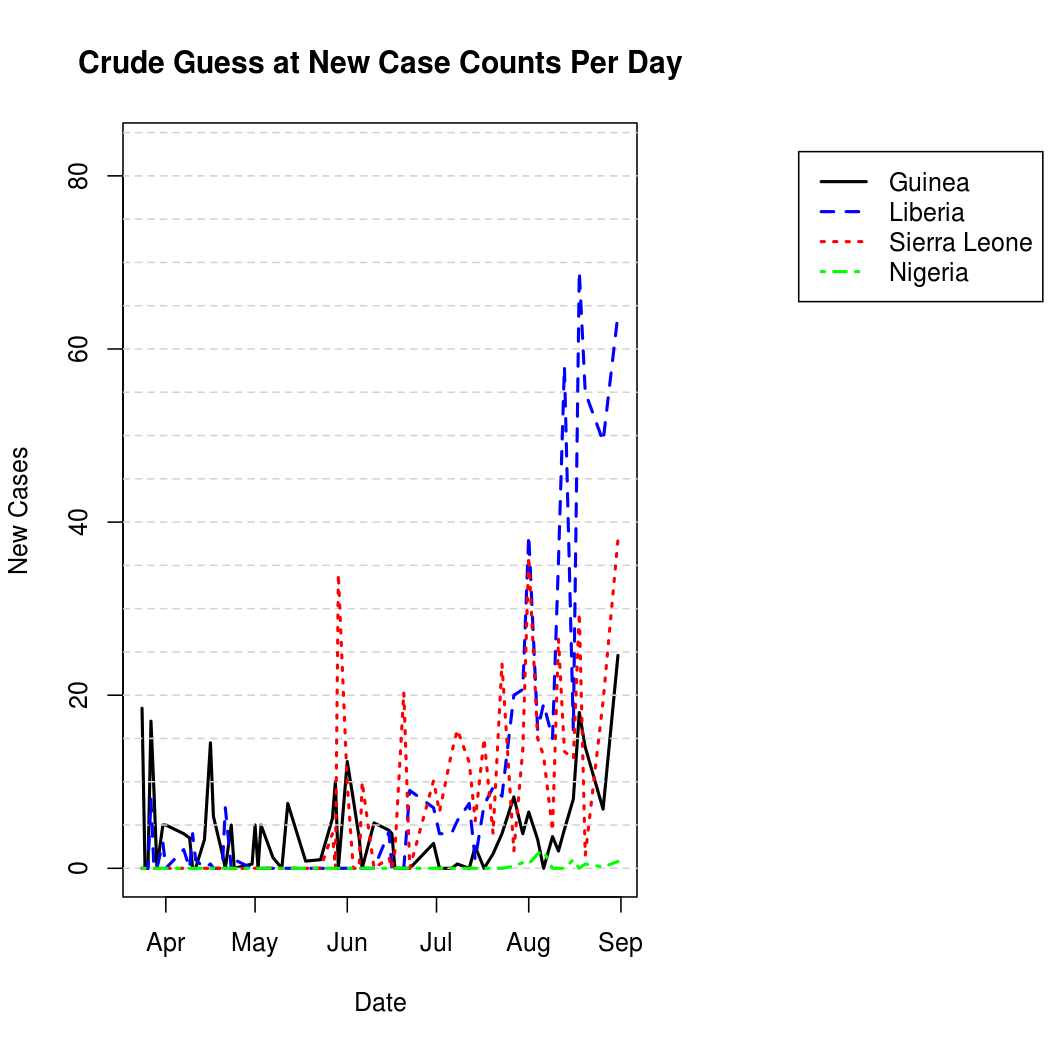 Crude Guess at New Case Counts Per Day
80
60
40
20
0
New Cases
Apr May Jun Jul Aug Sep
Date
Guinea
Liberia
Sierra Leone
Nigeria